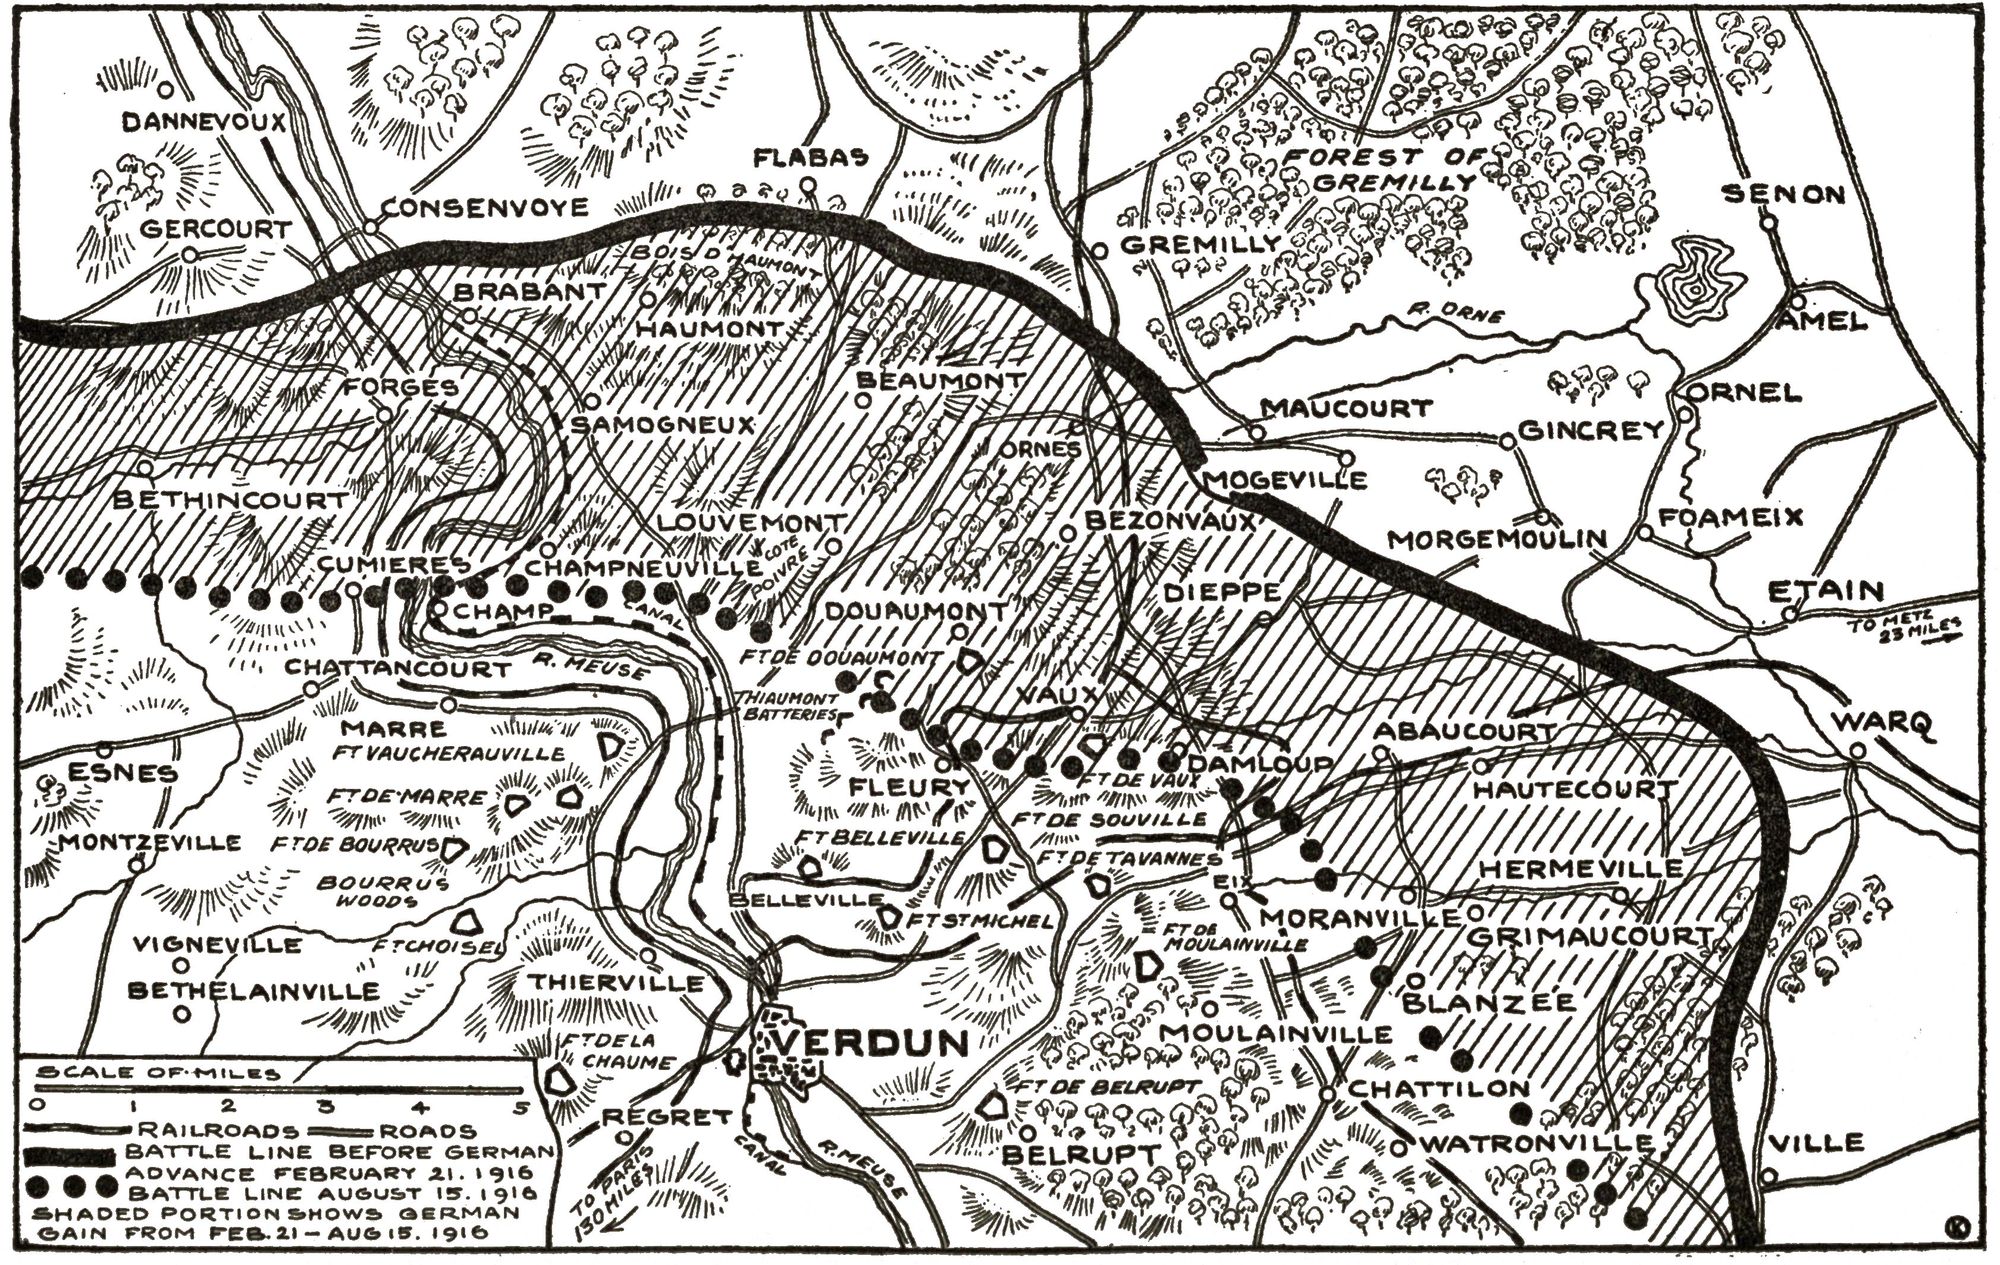 DANNEVOUX
FLABAS
FOREST OF
GREMILLY
SENON
CONSENVOYE
GERCOURT
GREMILLY
BOIS D'HAUMONT
BRABANT
HAUMONT
R. ORNE
AMEL
FORGES
BEAUMONT
ORNEL
SAMOGNEUX
MAUCOURT
GINCREY
ORNES
MOGEVILLE
BETHINCOURT
LOUVEMONT
BEZONVAUX
FOAMEIX
MORGEMOULIN
COTE
POIVRE
CUMIERES
CHAMPNEUVILLE
DIEPPE
ETAIN
CHAMP
CANAL
DOUAUMONT
TO METZ
23 MILES
CHATTANCOURT
R. MEUSE
FT DE DOUAUMONT
THIAUMONT
BATTERIES
VAUX
MARRE
ABAUCOURT
WARQ
FT VAUCHERAUVILLE
ESNES
DAMLOUP
FT DE VAUX
FLEURY
HAUTECOURT
FT DE MARRE
FT DE SOUVILLE
MONTZEVILLE
FT DE BOURRUS
FT BELLEVILLE
FT DE TAVANNES
HERMEVILLE
BOURRUS
WOODS
EIX
BELLEVILLE
FT ST MICHEL
MORANVILLE
GRIMAUCOURT
VIGNEVILLE
FT CHOISEL
FT DE
MOULAINVILLE
THIERVILLE
BETHELAINVILLE
BLANZÉE
VERDUN
MOULAINVILLE
FT DE LA
CHAUME
FT DE BELRUPT
CHATTILON
REGRET
BELRUPT
WATRONVILLE
VILLE
CANAL
R. MEUSE
TO PARIS
130 MILES
SCALE OF MILES
0 1 2 3 4 5
RAILROADS ROADS
BATTLE LINE BEFORE GERMAN
ADVANCE FEBRUARY 21. 1916
BATTLE LINE AUGUST 15. 1916
SHADED PORTION SHOWS GERMAN
GAIN FROM FEB. 21 - AUG 15. 1916
K